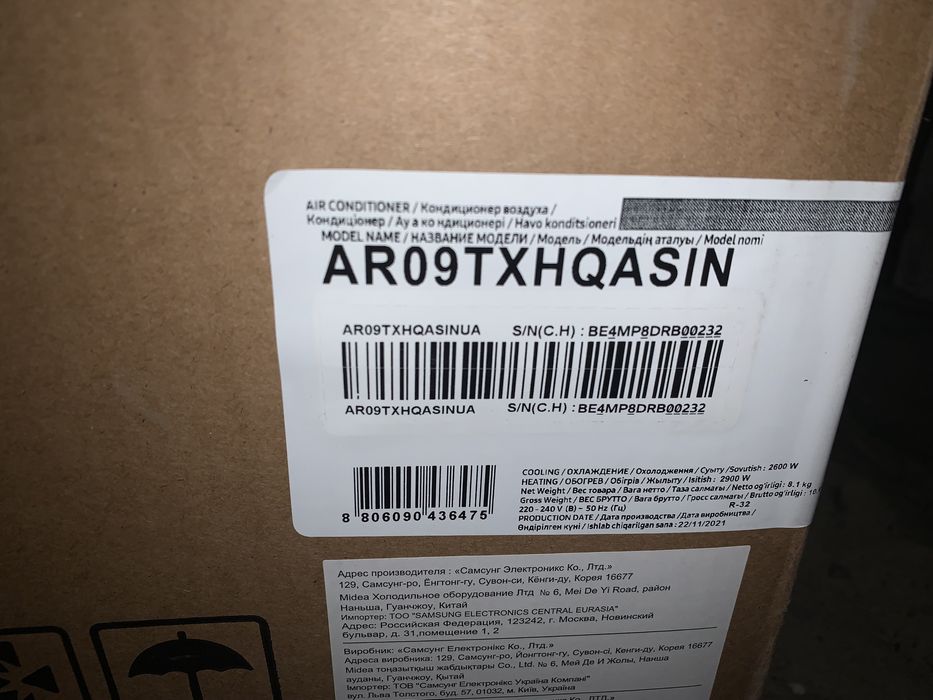 AIR CONDITIONER / Кондиционер воздуха /
Кондиціонер / Ауа кондиционері / Havo konditsioneri
MODEL NAME / НАЗВАНИЕ МОДЕЛИ / Модель / Модельдің аталуы / Model nomi
AR09TXHQASIN
AR09TXHQASINUA S/N(C.H) : BE4MP8DRB00232
AR09TXHQASINUA S/N(C.H) : BE4MP8DRB00232
8 806090 436475
COOLING / ОХЛАЖДЕНИЕ / Охолодження / Суыту /Sovutish : 2600 W
HEATING / ОБОГРЕВ / Обігрів / Жылыту / Isitish : 2900 W
Net Weight / Вес товара / Вага нетто / Таза салмағы / Netto og'irligi : 8.1 kg
Gross Weight / ВЕС БРУТТО / Вага брутто / Гросс салмағы / Brutto og'irligi :
220 - 240 V (В) ~ 50 Hz (Гц) R-32
PRODUCTION DATE / Дата производства /Дата виробництва /
Өндірілген күні / Ishlab chiqarilgan sana : 22/11/2021
Адрес производителя : «Самсунг Электроникс Ко., Лтд.»
129, Самсунг-ро, Ёнгтонг-гу, Сувон-си, Кёнги-ду, Корея 16677
Midea Холодильное оборудование Лтд № 6, Mei De Yi Road, район
Наньша, Гуанчжоу, Китай
Импортер: ТОО "SAMSUNG ELECTRONICS CENTRAL EURASIA"
Адрес: Российская Федерация, 123242, г. Москва, Новинский
бульвар, д. 31,помещение 1, 2
Виробник: «Самсунг Електронікс Ко., Лтд.»
Адреса виробника: 129, Самсунг-ро, Йонгтонг-гу, Сувон-сі, Кенги-ду, Корея 16677
Midea тоңазытқыш жабдықтары Co., Ltd. № 6, Мей Де И Жолы, Нанша
ауданы, Гуанчжоу, Қытай
Імпортер: ТОВ "Самсунг Електронікс Україна Компані"
вул. Льва Толстого, буд. 57, 01032, м. Київ, Україна